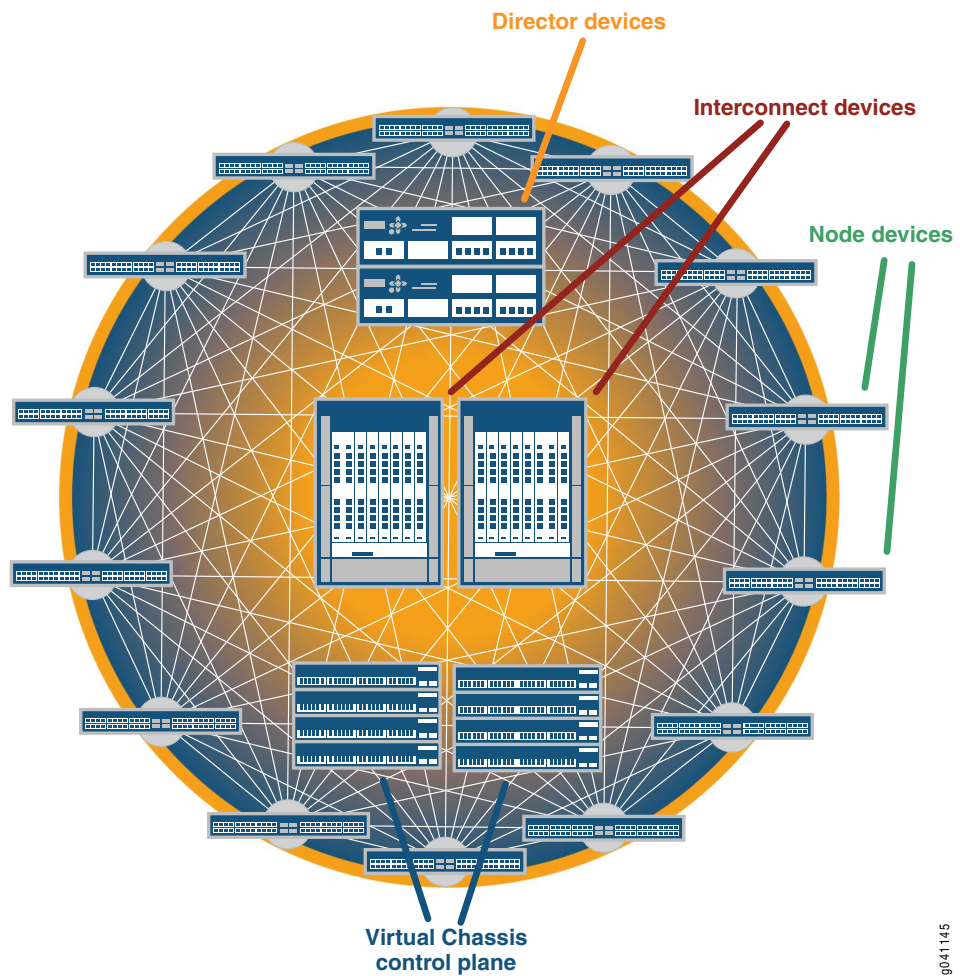 Director devices
Interconnect devices
Node devices
Virtual Chassis
control plane
g041145